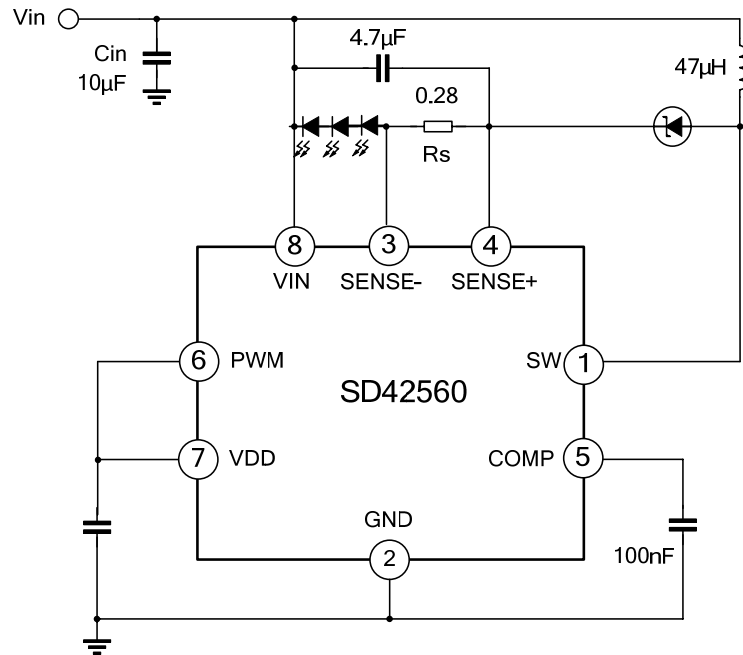 Vin
Cin
10µF
4.7µF
0.28
Rs
47µH
8
VIN
3
SENSE-
4
SENSE+
6
PWM
SW
1
SD42560
7
VDD
COMP
5
GND
2
100nF